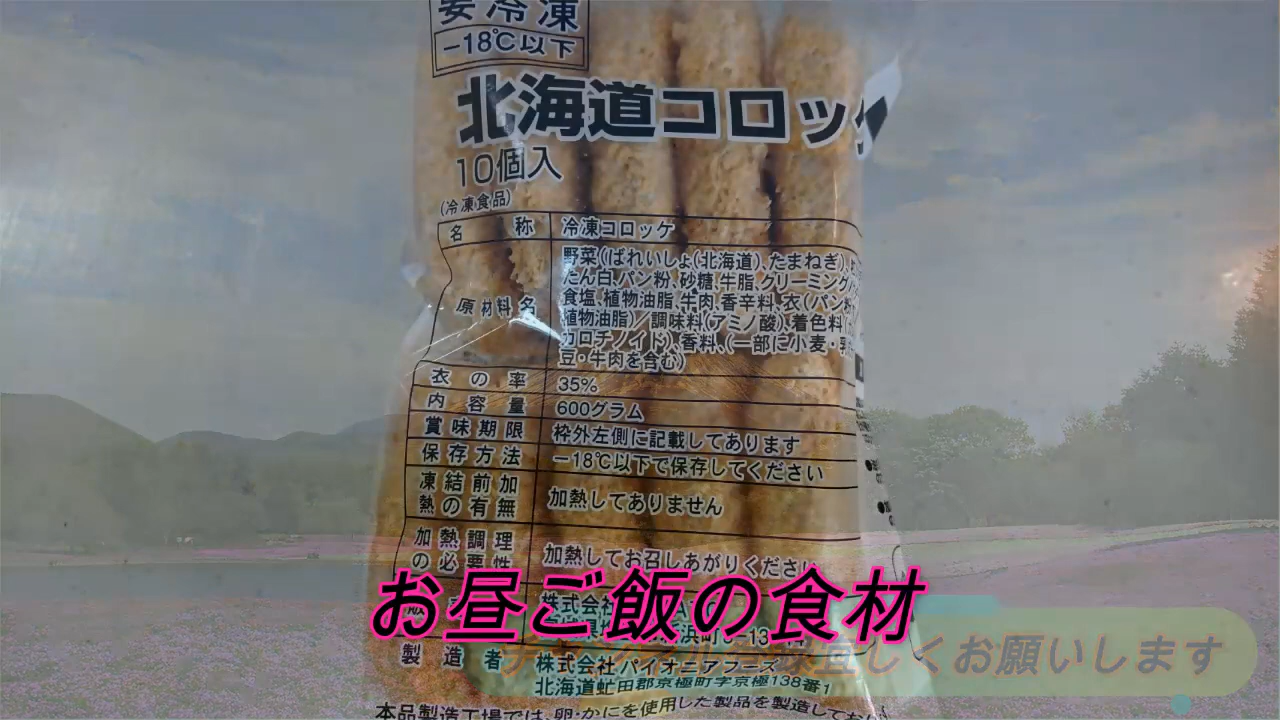 要冷凍
−18℃以下
北海道コロッケ
10個入
(冷凍食品)
名称 冷凍コロッケ
原材料名 野菜(ばれいしょ(北海道)、たまねぎ)、
たん白、パン粉、砂糖、牛脂、クリーミング
食塩、植物油脂、牛肉、香辛料、衣(パン粉
植物油脂)/調味料(アミノ酸)、着色料
カロチノイド)、香料、(一部に小麦・乳
豆・牛肉を含む)
衣の率 35%
内容量 600グラム
賞味期限 枠外左側に記載してあります
保存方法 −18℃以下で保存してください
凍結前加熱の有無 加熱してありません
加熱調理の必要性 加熱してお召しあがりください
お昼ご飯の食材
株式会社
製造者 株式会社パイオニアフーズ
北海道虻田郡京極町字京極138番1
宜しくお願いします
本品製造工場では、卵・かにを使用した製品を製造してお